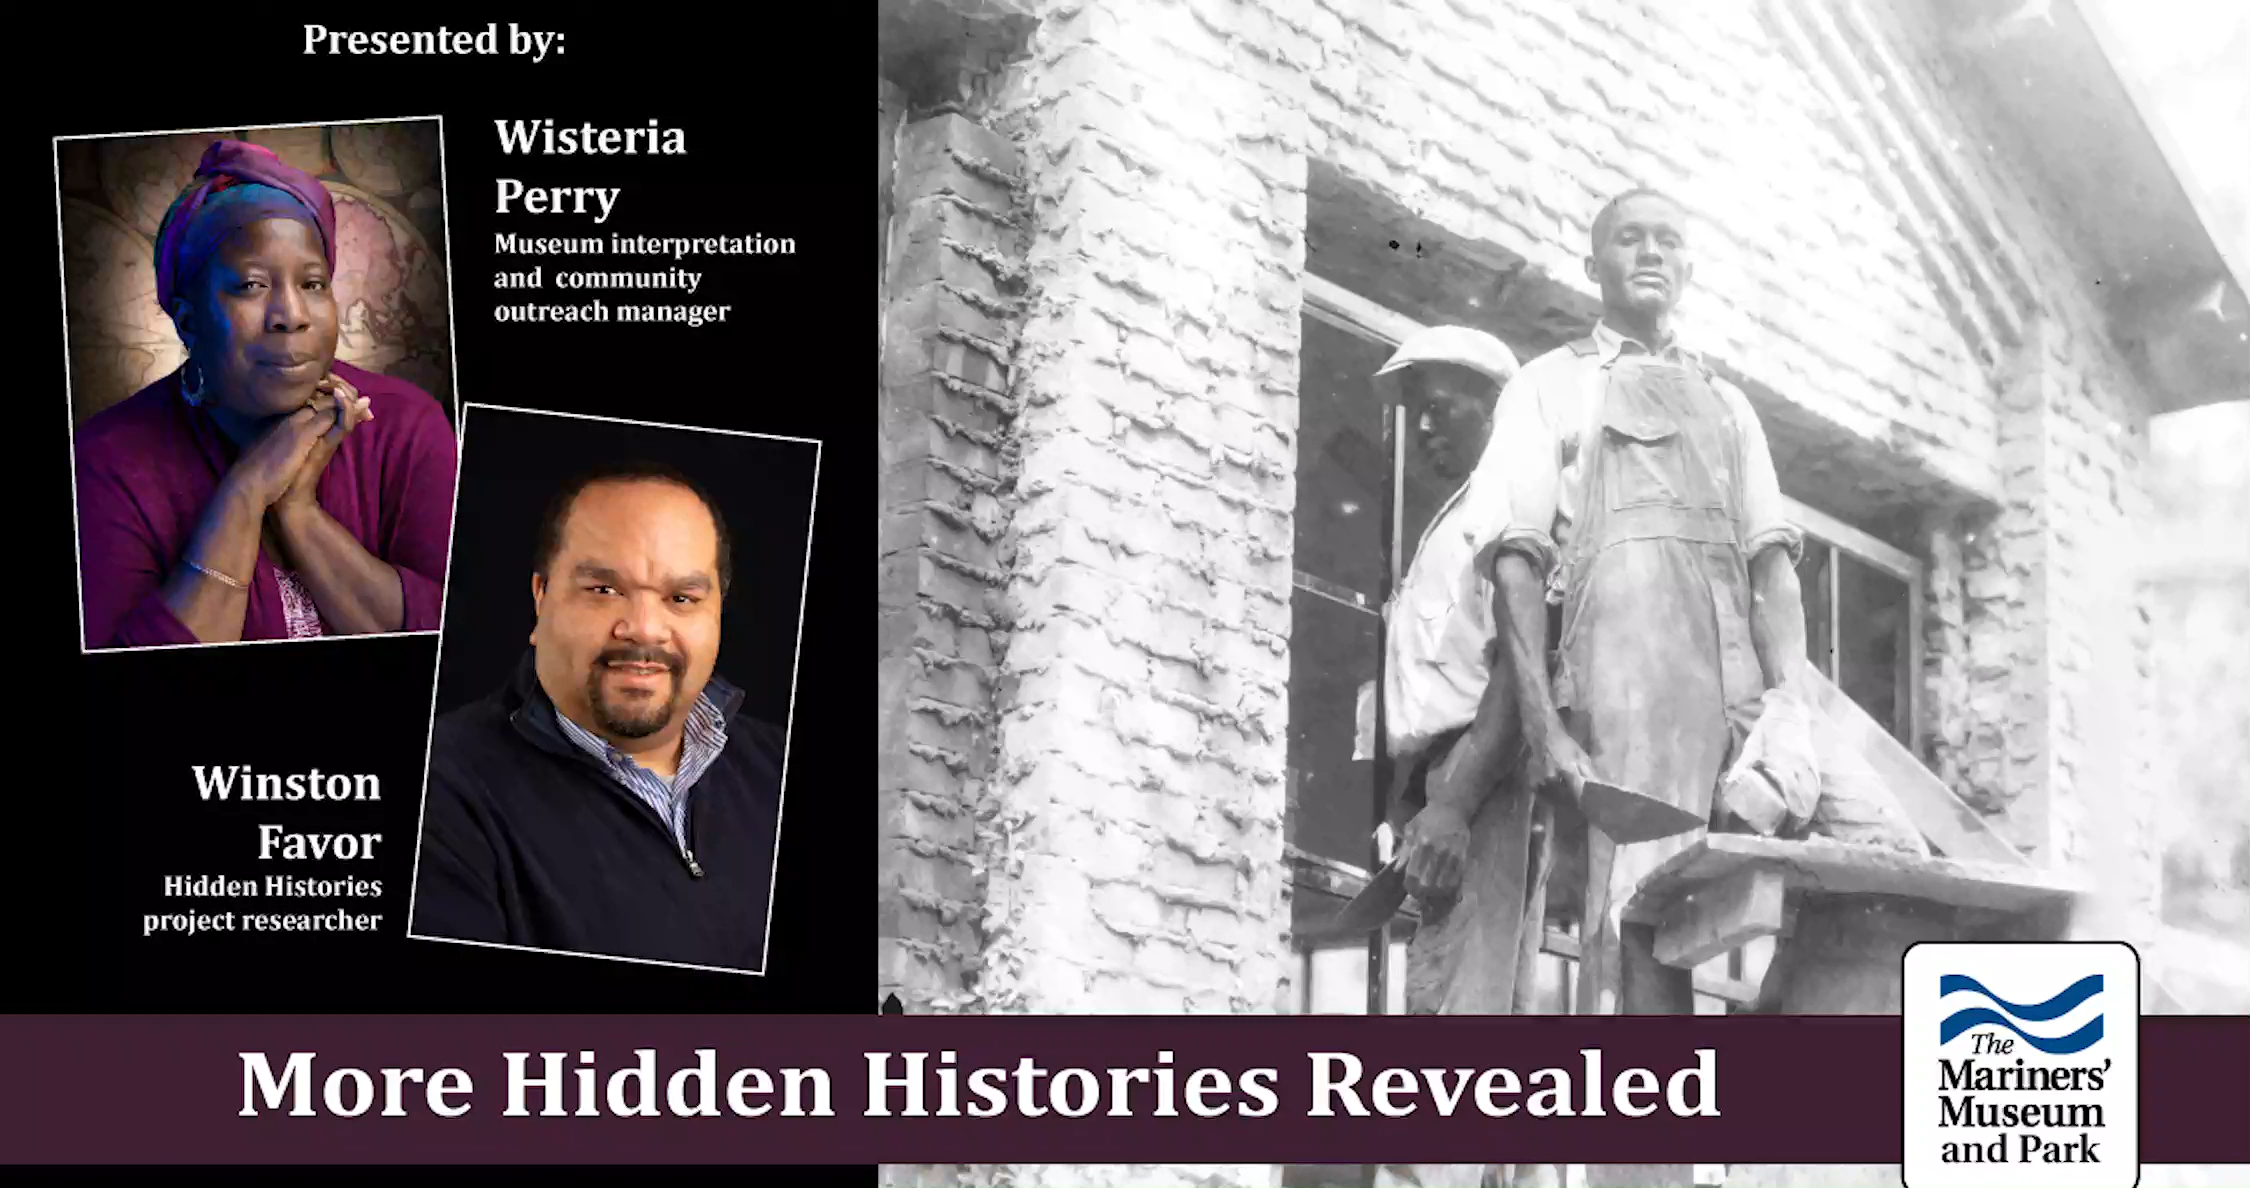 Presented by:
Wisteria
Perry
Museum interpretation
and community
outreach manager
Winston
Favor
Hidden Histories
project researcher
More Hidden Histories Revealed
The
Mariners'
Museum
and Park